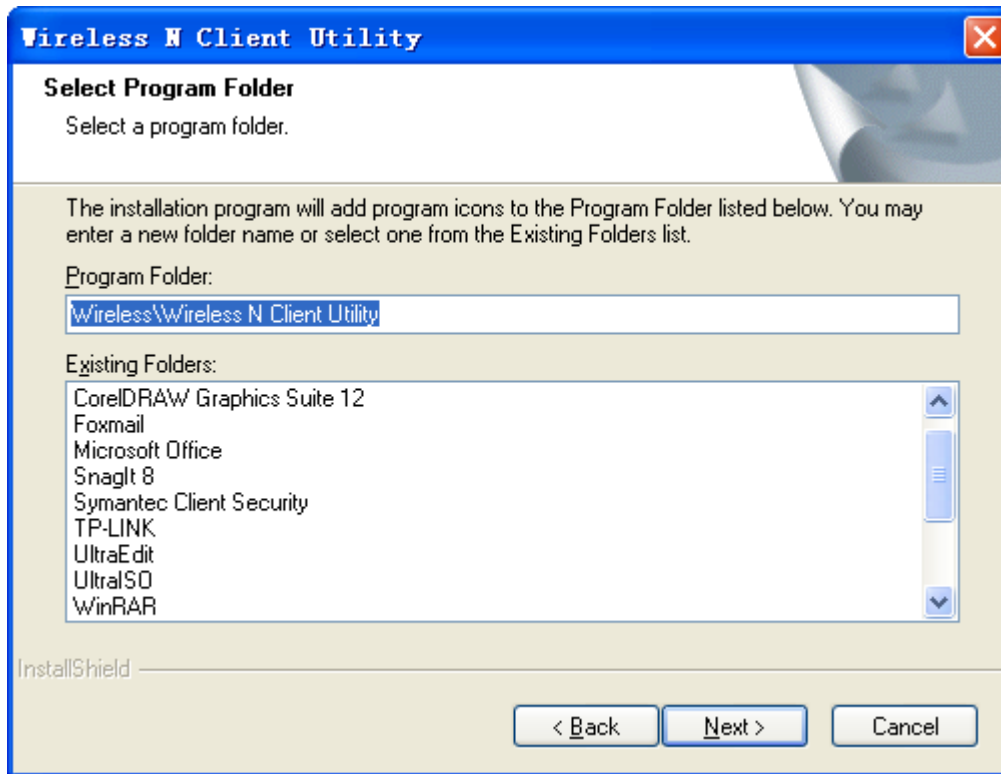 Wireless N Client Utility
Select Program Folder
Select a program folder.
The installation program will add program icons to the Program Folder listed below. You may
enter a new folder name or select one from the Existing Folders list.
Program Folder:
Wireless\Wireless N Client Utility
Existing Folders:
CorelDRAW Graphics Suite 12
Foxmail
Microsoft Office
SnagIt 8
Symantec Client Security
TP-LINK
UltraEdit
UltraISO
WinRAR
InstallShield
< Back Next > Cancel